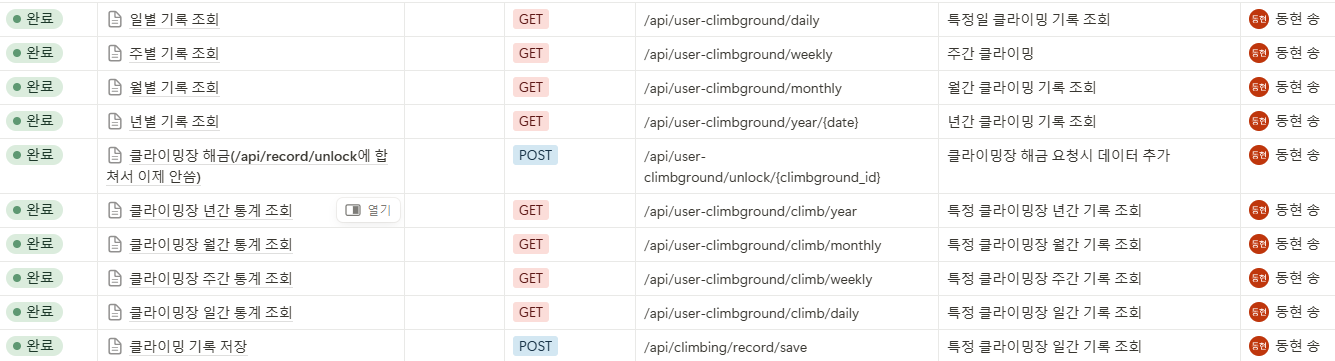 완료 일별 기록 조회 GET /api/user-climbground/daily 특정일 클라이밍 기록 조회 동현 동현 송
완료 주별 기록 조회 GET /api/user-climbground/weekly 주간 클라이밍 동현 동현 송
완료 월별 기록 조회 GET /api/user-climbground/monthly 월간 클라이밍 기록 조회 동현 동현 송
완료 년별 기록 조회 GET /api/user-climbground/year/{date} 년간 클라이밍 기록 조회 동현 동현 송
완료 클라이밍장 해금(/api/record/unlock에 합 POST /api/user- 클라이밍장 해금 요청시 데이터 추가 동현 동현 송
쳐서 이제 안씀) climbground/unlock/{climbground_id}
완료 클라이밍장 년간 통계 조회 열기 GET /api/user-climbground/climb/year 특정 클라이밍장 년간 기록 조회 동현 동현 송
완료 클라이밍장 월간 통계 조회 GET /api/user-climbground/climb/monthly 특정 클라이밍장 월간 기록 조회 동현 동현 송
완료 클라이밍장 주간 통계 조회 GET /api/user-climbground/climb/weekly 특정 클라이밍장 주간 기록 조회 동현 동현 송
완료 클라이밍장 일간 통계 조회 GET /api/user-climbground/climb/daily 특정 클라이밍장 일간 기록 조회 동현 동현 송
완료 클라이밍 기록 저장 POST /api/climbing/record/save 특정 클라이밍장 일간 기록 조회 동현 동현 송